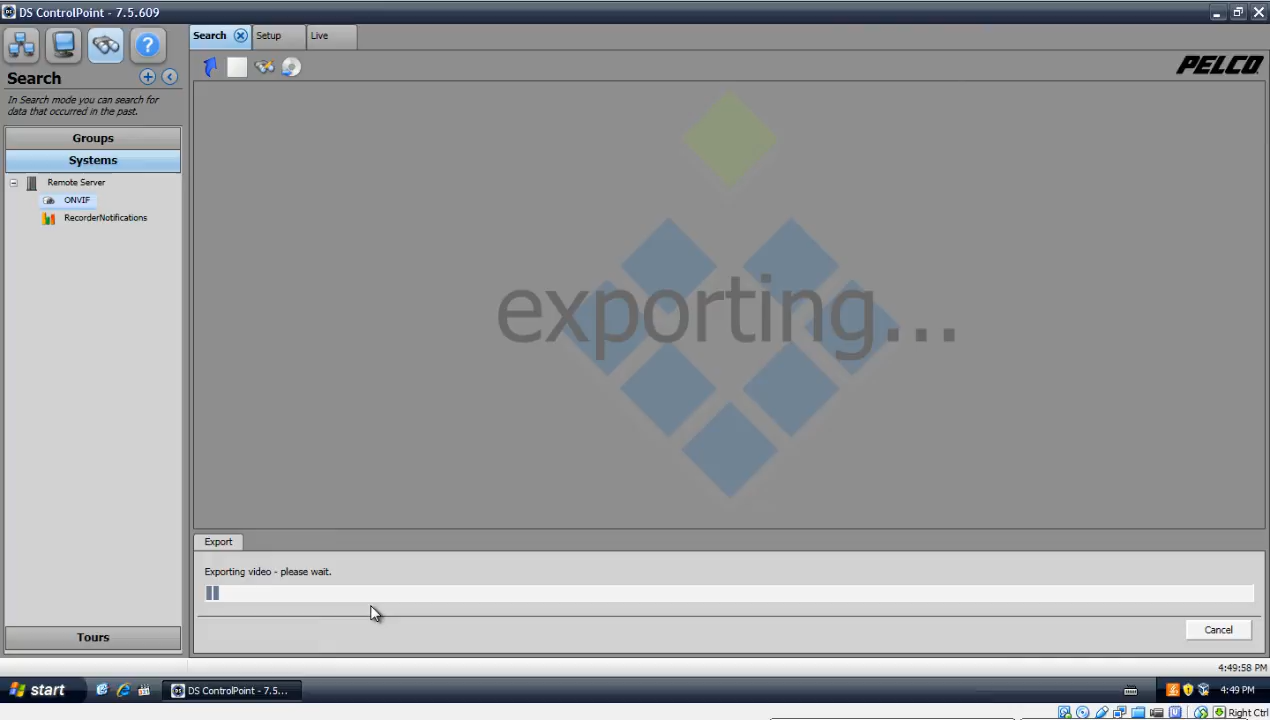 DS ControlPoint - 7.5.609
Search
Setup
Live
Search
In Search mode you can search for
data that occurred in the past.
PELCO
Groups
Systems
Remote Server
ONVIF
RecorderNotifications
exporting...
Export
Exporting video - please wait.
Tours
Cancel
4:49:58 PM
start
DS ControlPoint - 7.5...
4:49 PM
Right Ctrl